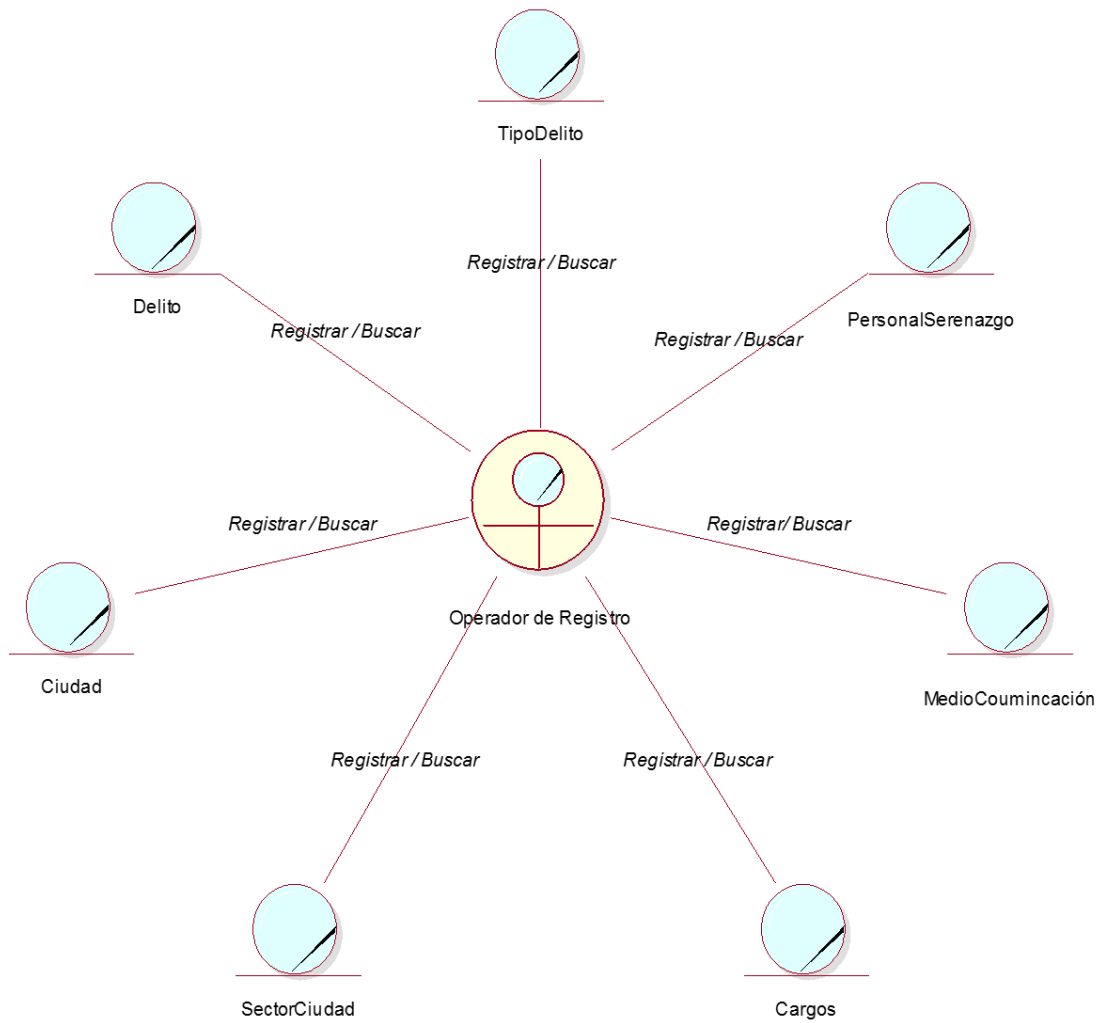 TipoDelito
Registrar / Buscar
Delito
PersonalSerenazgo
Registrar / Buscar
Registrar / Buscar
Registrar / Buscar
Registrar/ Buscar
Operador de Registro
Ciudad
MedioCoumincación
Registrar / Buscar
Registrar / Buscar
SectorCiudad
Cargos